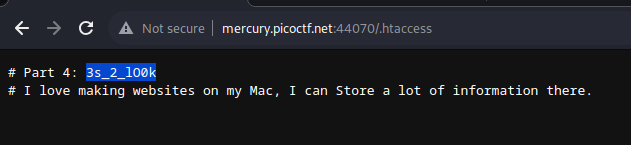 Not secure mercury.picoctf.net:44070/.htaccess
# Part 4: 3s_2_lO0k
# I love making websites on my Mac, I can Store a lot of information there.